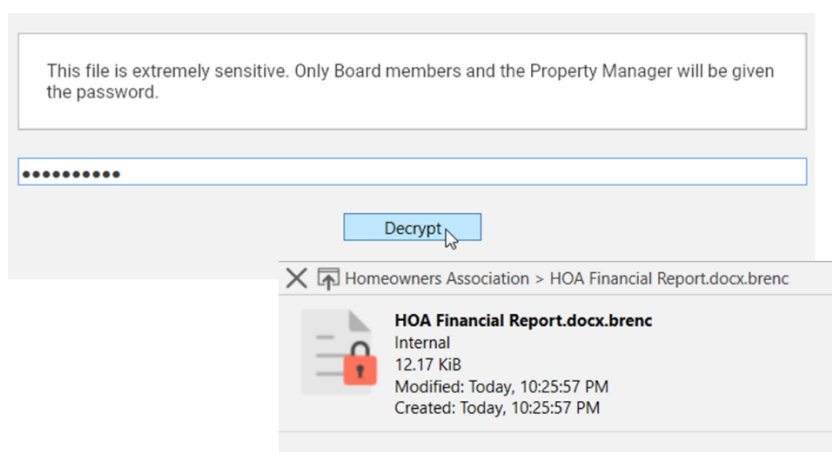 This file is extremely sensitive. Only Board members and the Property Manager will be given
the password.
••••••••••
Decrypt
Homeowners Association > HOA Financial Report.docx.brenc
HOA Financial Report.docx.brenc
Internal
12.17 KiB
Modified: Today, 10:25:57 PM
Created: Today, 10:25:57 PM